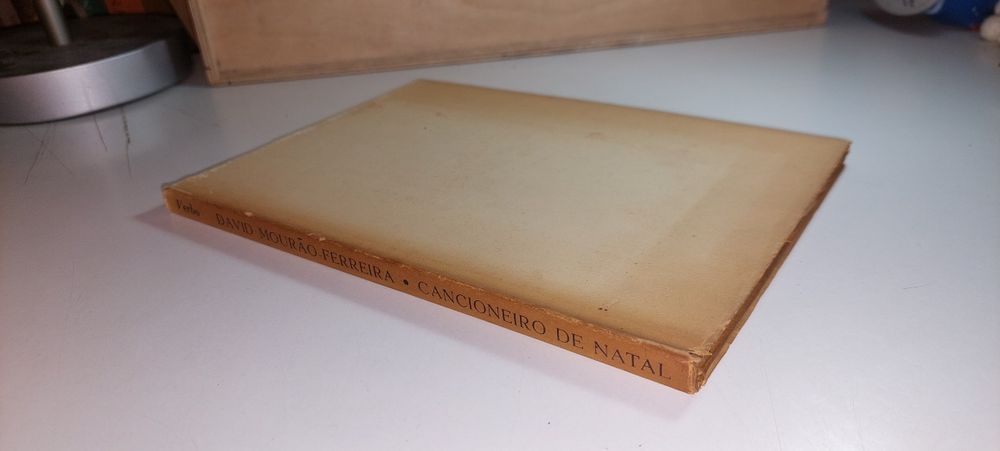 Verbo DAVID MOURÃO-FERREIRA • CANCIONEIRO DE NATAL